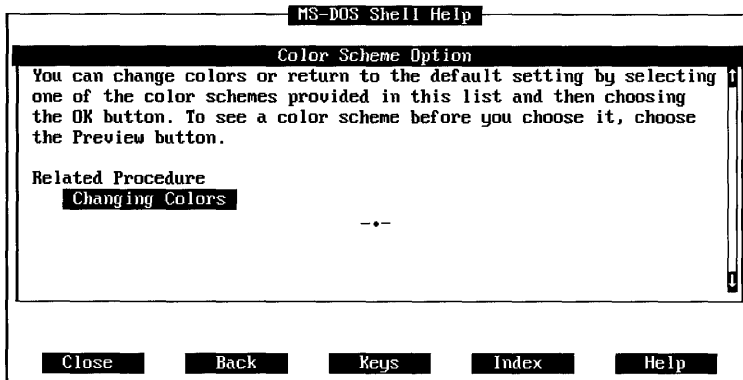 MS-DOS Shell Help
Color Scheme Option
You can change colors or return to the default setting by selecting
one of the color schemes provided in this list and then choosing
the OK button. To see a color scheme before you choose it, choose
the Preview button.
Related Procedure
Changing Colors
Close Back Keys Index Help